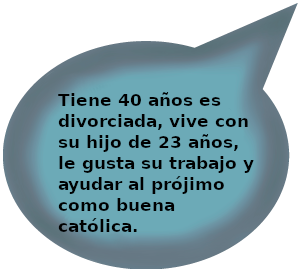 Tiene 40 años es
divorciada, vive con
su hijo de 23 años,
le gusta su trabajo y
ayudar al prójimo
como buena
católica.